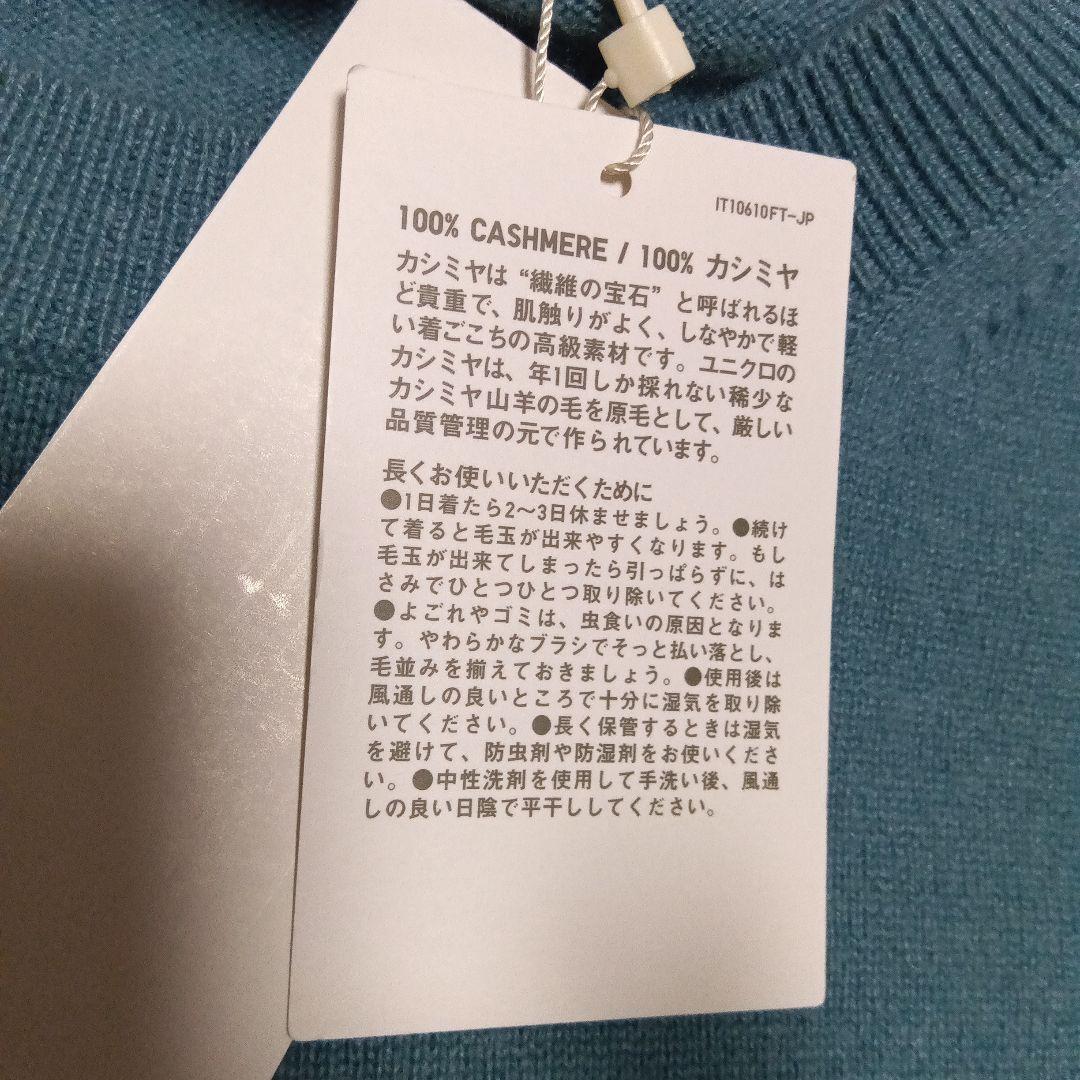 IT10610FT-JP
100% CASHMERE / 100% カシミヤ
カシミヤは“繊維の宝石”と呼ばれるほ
ど貴重で、肌触りがよく、しなやかで軽
い着ごこちの高級素材です。ユニクロの
カシミヤは、年1回しか採れない稀少な
カシミヤ山羊の毛を原毛として、厳しい
品質管理の元で作られています。
長くお使いいただくために
●1日着たら2〜3日休ませましょう。●続け
て着ると毛玉が出来やすくなります。もし
毛玉が出来てしまったら引っぱらずに、は
さみでひとつひとつ取り除いてください。
●よごれやゴミは、虫食いの原因となりま
す。やわらかなブラシでそっと払い落とし、
毛並みを揃えておきましょう。●使用後は
風通しの良いところで十分に湿気を取り除
いてください。●長く保管するときは湿気
を避けて、防虫剤や防湿剤をお使いくださ
い。●中性洗剤を使用して手洗い後、風通
しの良い日陰で平干ししてください。